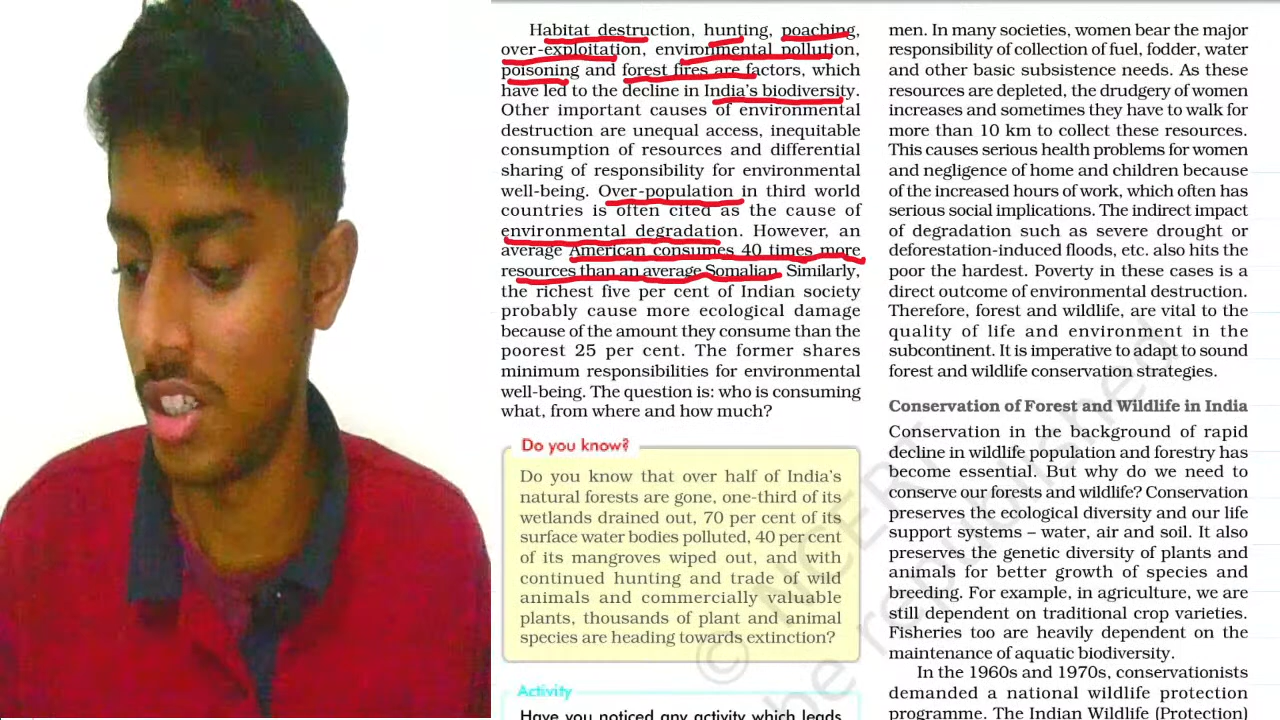 Habitat destruction, hunting, poaching,
over-exploitation, environmental pollution,
poisoning and forest fires are factors, which
have led to the decline in India's biodiversity.
Other important causes of environmental
destruction are unequal access, inequitable
consumption of resources and differential
sharing of responsibility for environmental
well-being. Over-population in third world
countries is often cited as the cause of
environmental degradation. However, an
average American consumes 40 times more
resources than an average Somalian. Similarly,
the richest five per cent of Indian society
probably cause more ecological damage
because of the amount they consume than the
poorest 25 per cent. The former shares
minimum responsibilities for environmental
well-being. The question is: who is consuming
what, from where and how much?
Do you know?
Do you know that over half of India's
natural forests are gone, one-third of its
wetlands drained out, 70 per cent of its
surface water bodies polluted, 40 per cent
of its mangroves wiped out, and with
continued hunting and trade of wild
animals and commercially valuable
plants, thousands of plant and animal
species are heading towards extinction?
Activity
Have you noticed any activity which leads
men. In many societies, women bear the major
responsibility of collection of fuel, fodder, water
and other basic subsistence needs. As these
resources are depleted, the drudgery of women
increases and sometimes they have to walk for
more than 10 km to collect these resources.
This causes serious health problems for women
and negligence of home and children because
of the increased hours of work, which often has
serious social implications. The indirect impact
of degradation such as severe drought or
deforestation-induced floods, etc. also hits the
poor the hardest. Poverty in these cases is a
direct outcome of environmental destruction.
Therefore, forest and wildlife, are vital to the
quality of life and environment in the
subcontinent. It is imperative to adapt to sound
forest and wildlife conservation strategies.
Conservation of Forest and Wildlife in India
Conservation in the background of rapid
decline in wildlife population and forestry has
become essential. But why do we need to
conserve our forests and wildlife? Conservation
preserves the ecological diversity and our life
support systems – water, air and soil. It also
preserves the genetic diversity of plants and
animals for better growth of species and
breeding. For example, in agriculture, we are
still dependent on traditional crop varieties.
Fisheries too are heavily dependent on the
maintenance of aquatic biodiversity.
In the 1960s and 1970s, conservationists
demanded a national wildlife protection
programme. The Indian Wildlife (Protection)
© NCERT
be republished